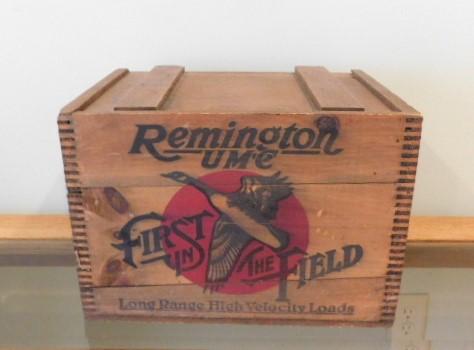 Remington
UMC
FIRST IN THE FIELD
Long Range High Velocity Loads